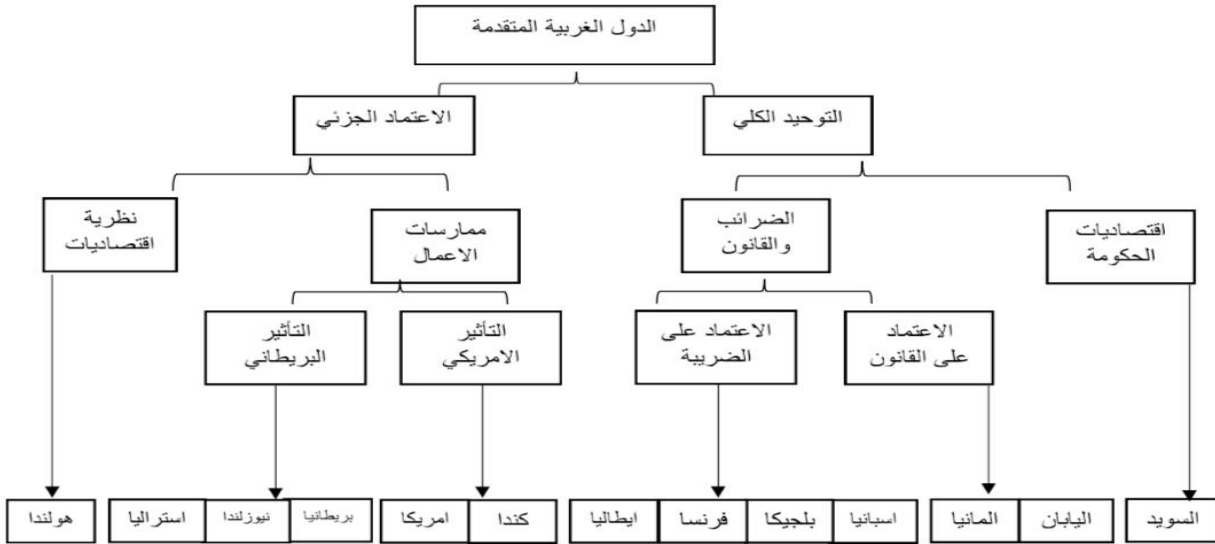 الدول الغربية المتقدمة
التوحيد الكلي
الاعتماد الجزئي
اقتصاديات
الحكومة
الضرائب
والقانون
ممارسات
الاعمال
نظرية
اقتصاديات
الاعتماد
على القانون
الاعتماد على
الضريبة
التأثير
الامريكي
التأثير
البريطاني
السويد
اليابان
المانيا
اسبانيا
بلجيكا
فرنسا
ايطاليا
كندا
امريكا
بريطانيا
نيوزلندا
استراليا
هولندا